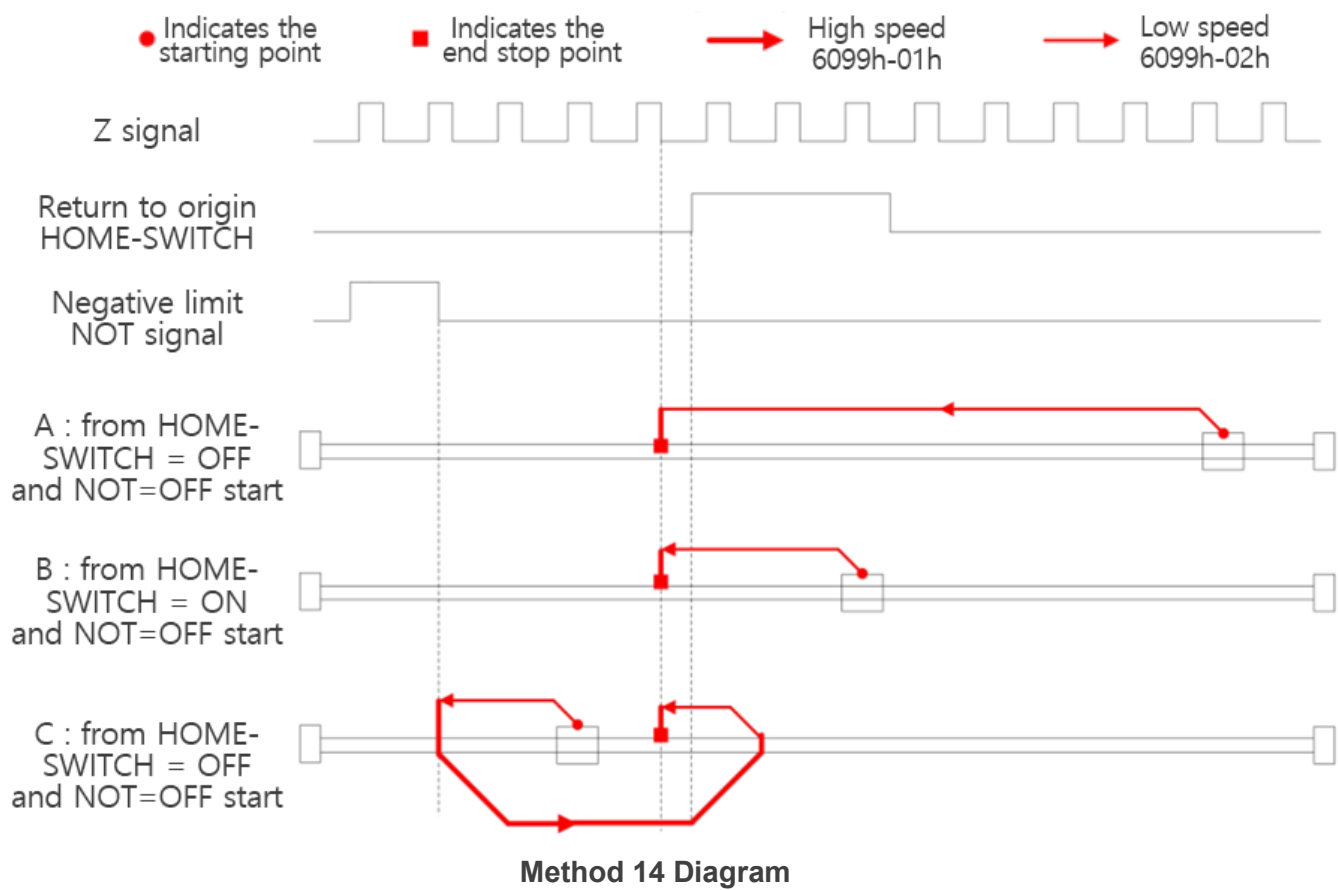 Indicates the
starting point
Indicates the
end stop point
High speed
6099h-01h
Low speed
6099h-02h
Z signal
Return to origin
HOME-SWITCH
Negative limit
NOT signal
A : from HOME-
SWITCH = OFF
and NOT=OFF start
B : from HOME-
SWITCH = ON
and NOT=OFF start
C : from HOME-
SWITCH = OFF
and NOT=OFF start
Method 14 Diagram